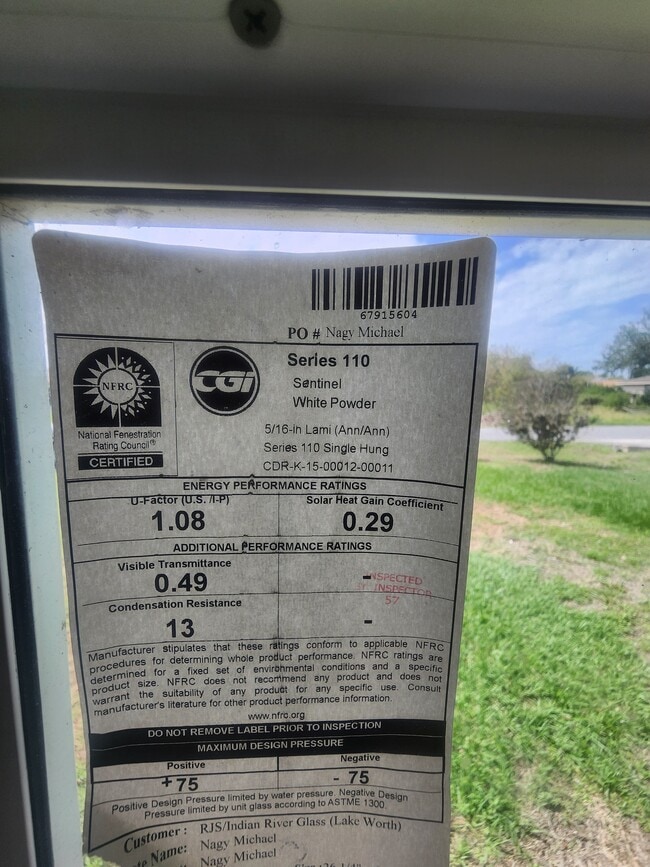 67915604
PO # Nagy Michael
NFRC
National Fenestration
Rating Council®
CERTIFIED
CGI
Series 110
Sentinel
White Powder
5/16-in Lami (Ann/Ann)
Series 110 Single Hung
CDR-K-15-00012-00011
ENERGY PERFORMANCE RATINGS
U-Factor (U.S. /I-P)
1.08
Solar Heat Gain Coefficient
0.29
ADDITIONAL PERFORMANCE RATINGS
Visible Transmittance
0.49
-
INSPECTED
INSPECTOR
57
Condensation Resistance
13
-
Manufacturer stipulates that these ratings conform to applicable NFRC
procedures for determining whole product performance. NFRC ratings are
determined for a fixed set of environmental conditions and a specific
product size. NFRC does not recommend any product and does not
warrant the suitability of any product for any specific use. Consult
manufacturer's literature for other product performance information.
www.nfrc.org
DO NOT REMOVE LABEL PRIOR TO INSPECTION
MAXIMUM DESIGN PRESSURE
Positive
+75
Negative
- 75
Positive Design Pressure limited by water pressure. Negative Design
Pressure limited by unit glass according to ASTME 1300.
Customer : RJS/Indian River Glass (Lake Worth)
Name: Nagy Michael
Nagy Michael